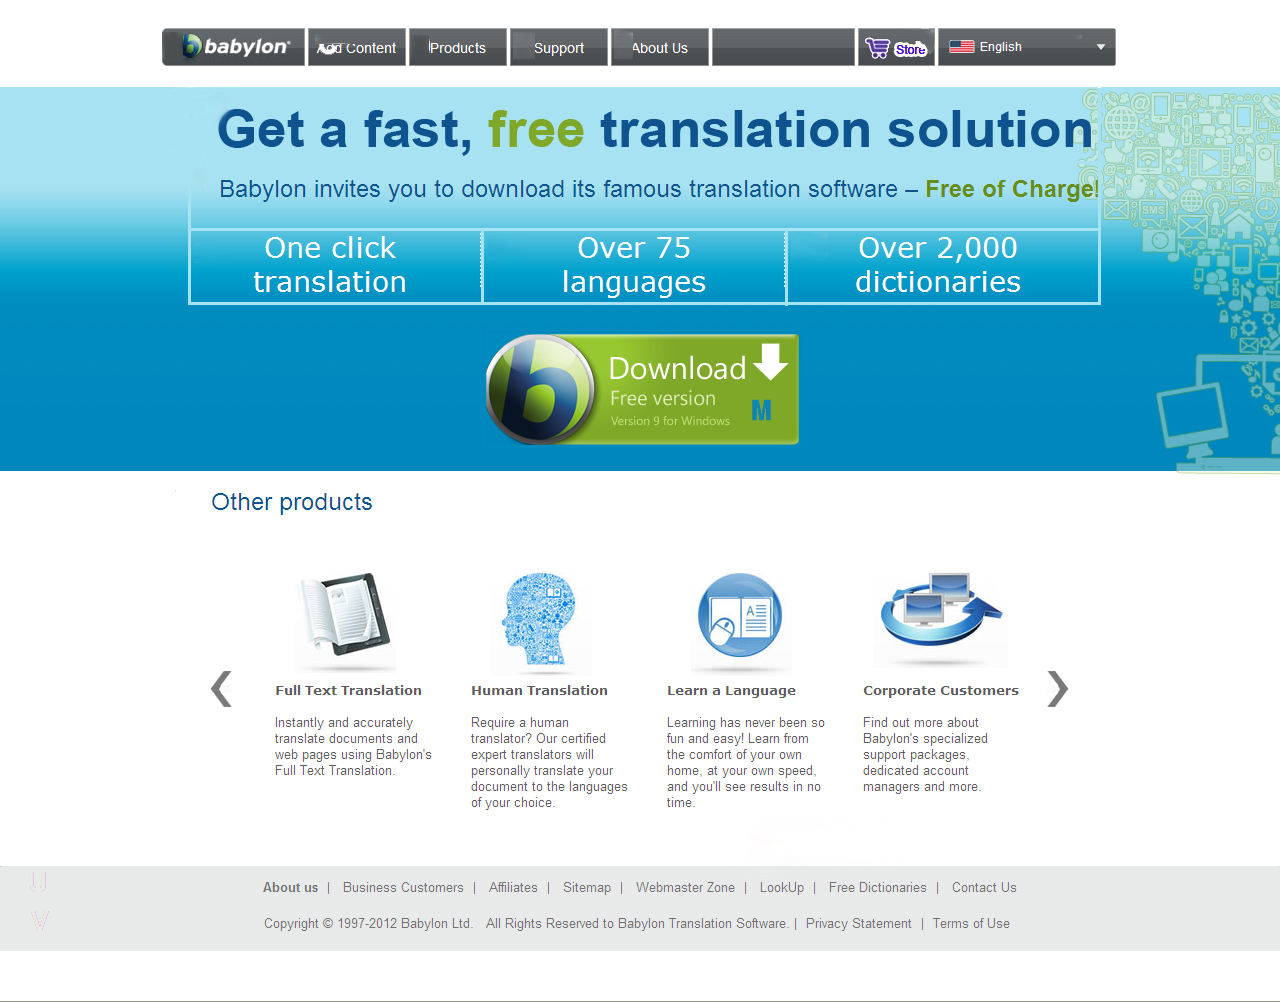 babylon
Add Content
Products
Support
About Us
Store
English
Get a fast, free translation solution
Babylon invites you to download its famous translation software – Free of Charge!
One click
translation
Over 75
languages
Over 2,000
dictionaries
SMS
b
Download
Free version
Version 9 for Windows
M
Other products
Full Text Translation
Instantly and accurately
translate documents and
web pages using Babylon's
Full Text Translation.
Human Translation
Require a human
translator? Our certified
expert translators will
personally translate your
document to the languages
of your choice.
Learn a Language
Learning has never been so
fun and easy! Learn from
the comfort of your own
home, at your own speed,
and you'll see results in no
time.
Corporate Customers
Find out more about
Babylon's specialized
support packages,
dedicated account
managers and more.
About us | Business Customers | Affiliates | Sitemap | Webmaster Zone | LookUp | Free Dictionaries | Contact Us
Copyright © 1997-2012 Babylon Ltd. All Rights Reserved to Babylon Translation Software. | Privacy Statement | Terms of Use